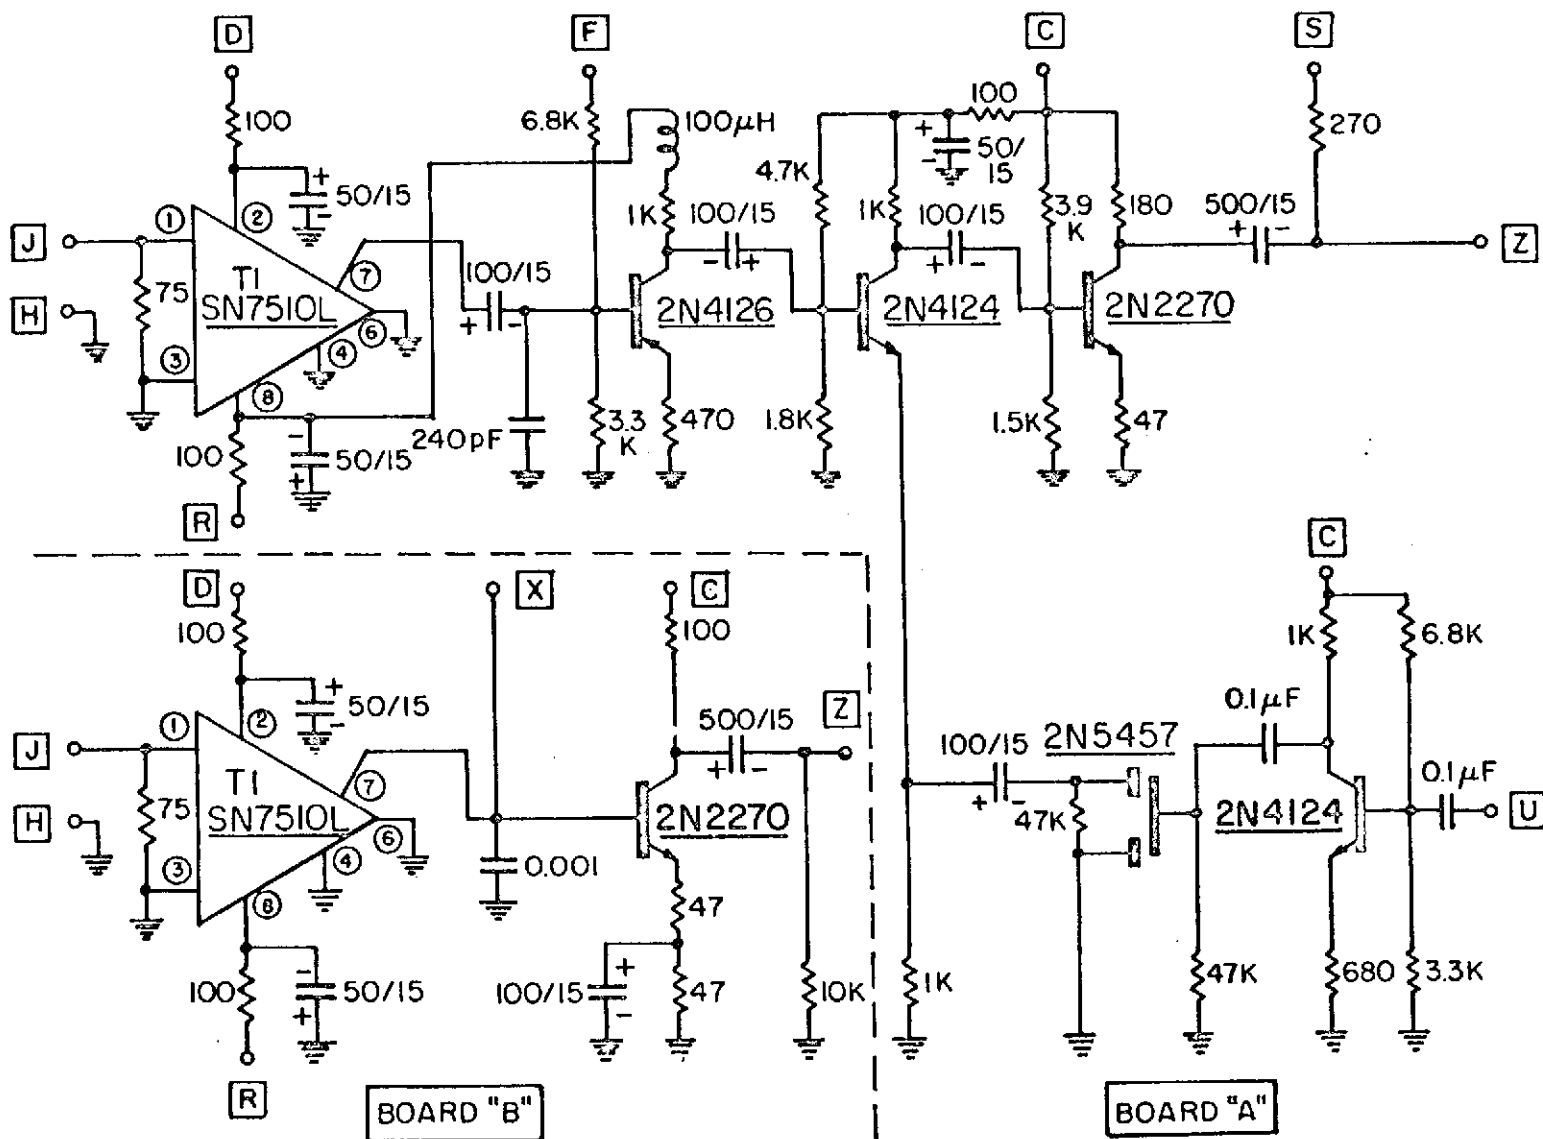 D
F
C
S
100
6.8K
100µH
100
270
50/15
4.7K
50/
15
1K
1K
3.9
K
180
500/15
J
H
Z
1
2
3
4
6
7
8
75
T1
SN7510L
+
-
100/15
+ -
100/15
- +
100/15
+ -
+ -
2N4126
2N4124
2N2270
+
-
240pF
3.3
K
470
1.8K
1.5K
47
100
-
50/15
+
R
D
X
C
C
100
100
1K
6.8K
+
50/15
-
500/15
+ -
Z
0.1µF
J
H
1
2
3
4
6
7
8
75
T1
SN7510L
2N2270
100/15
+ -
2N5457
47K
2N4124
0.1µF
U
0.001
47
100
-
50/15
+
100/15
+
-
47
10K
1K
47K
680
3.3K
R
BOARD "B"
BOARD "A"